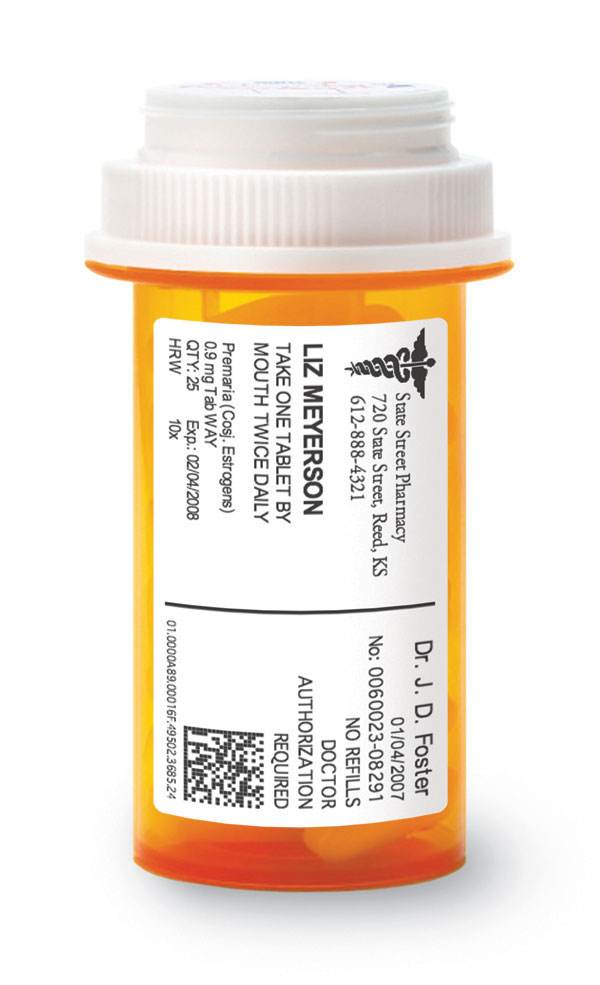 State Street Pharmacy
720 State Street, Reed, KS
612-888-4321
LIZ MEYERSON
TAKE ONE TABLET BY
MOUTH TWICE DAILY
Premaria (Cosj. Estrogens)
0.9 mg Tab WAY
QTY: 25 Exp.: 02/04/2008
HRW 10x
Dr. J. D. Foster
01/04/2007
No: 0060023-08291
NO REFILLS
DOCTOR
AUTHORIZATION
REQUIRED
01.0000A89.00016F.49502.3685.24